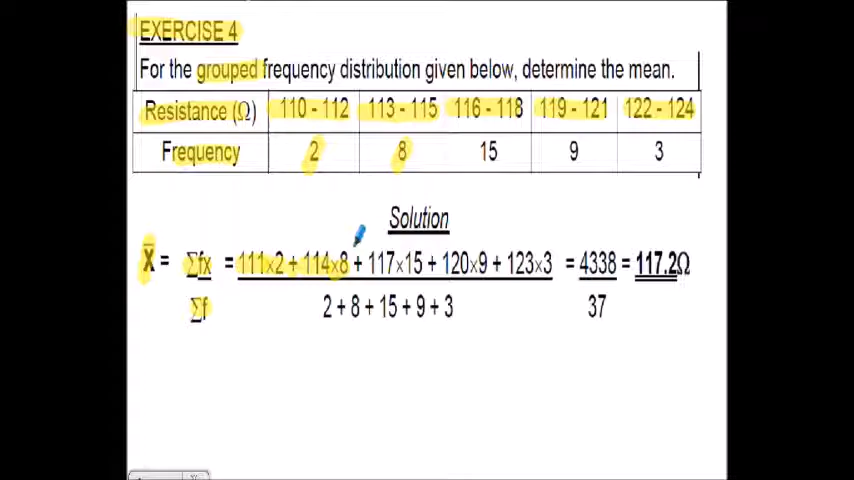 EXERCISE 4
For the grouped frequency distribution given below, determine the mean.
Resistance (Ω) 110 - 112 113 - 115 116 - 118 119 - 121 122 - 124
Frequency 2 8 15 9 3
Solution
X̅ = ∑fx = 111×2 + 114×8 + 117×15 + 120×9 + 123×3 = 4338 = 117.2Ω
∑f 2 + 8 + 15 + 9 + 3 37